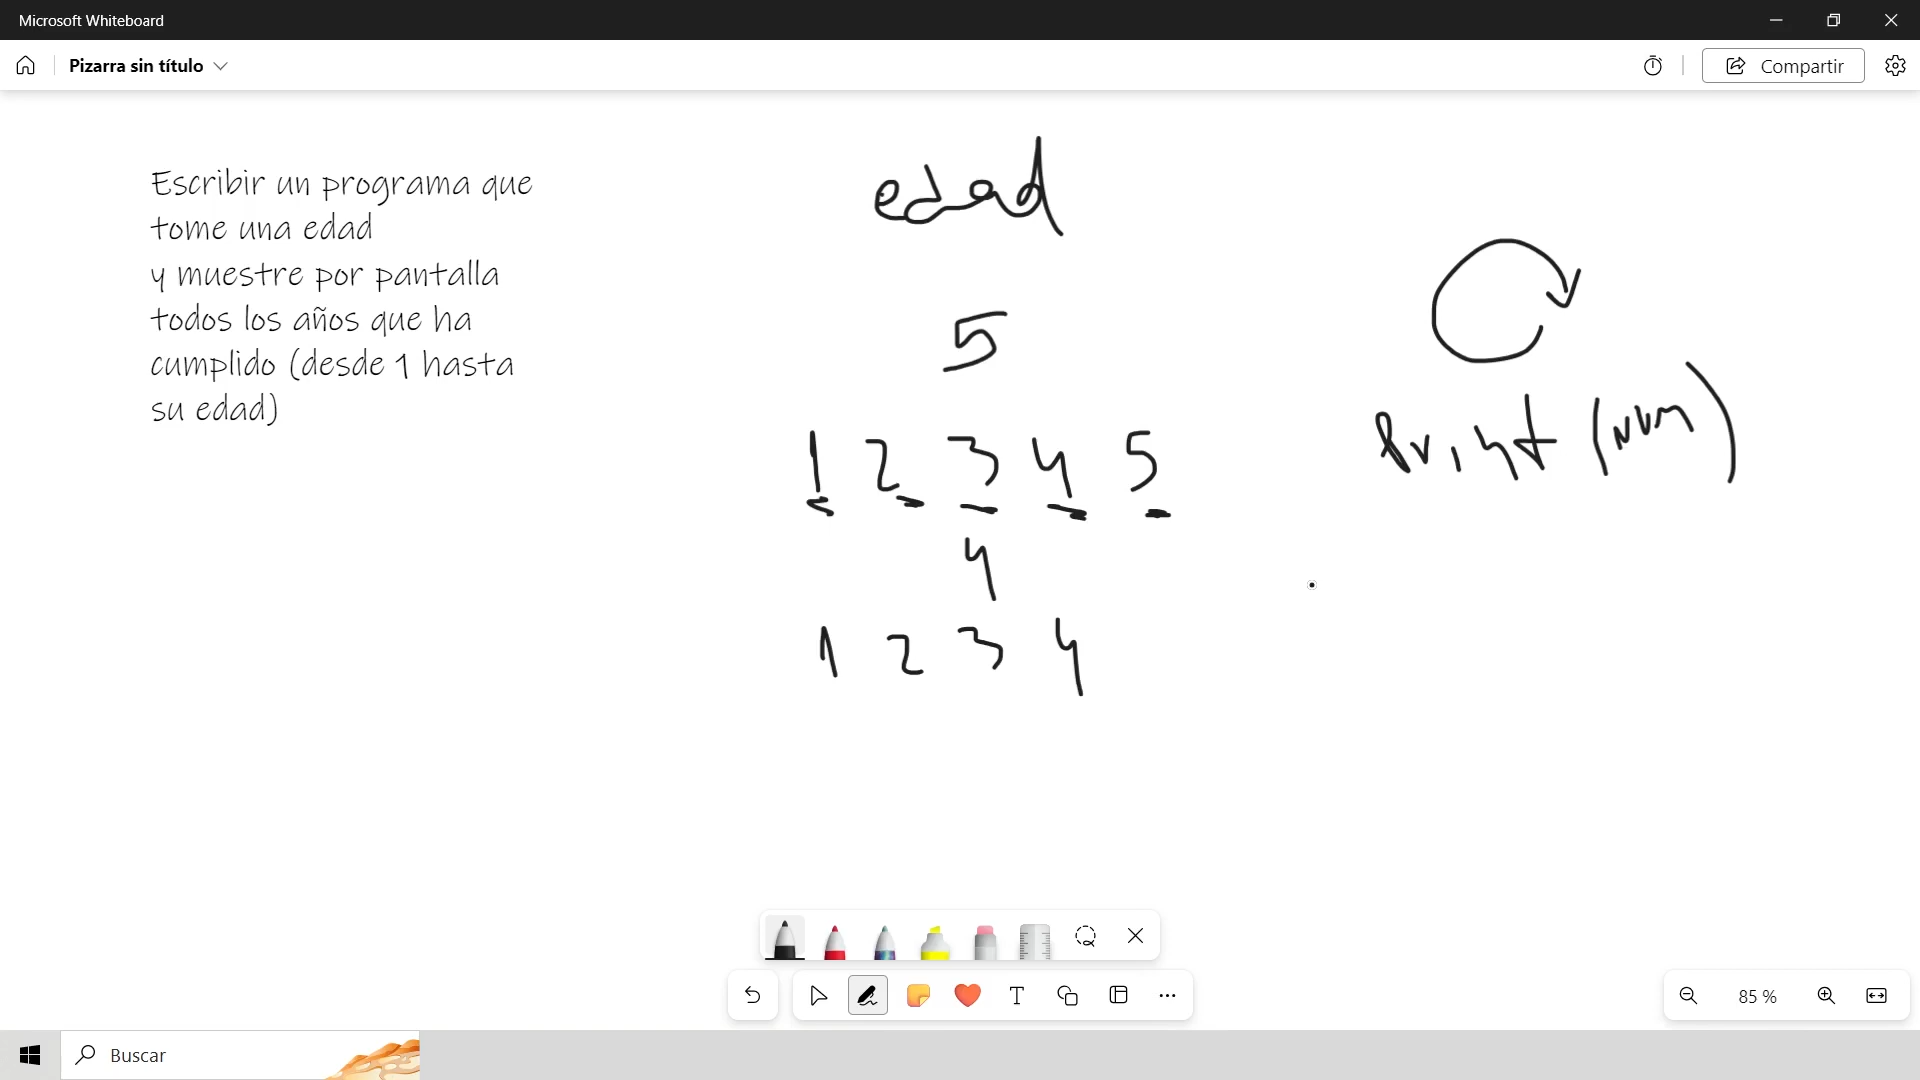 Microsoft Whiteboard
Pizarra sin título
Compartir
Escribir un programa que
tome una edad
y muestre por pantalla
todos los años que ha
cumplido (desde 1 hasta
su edad)
edad
5
1 2 3 4 5
4
1 2 3 4
Print (num)
85 %
Buscar